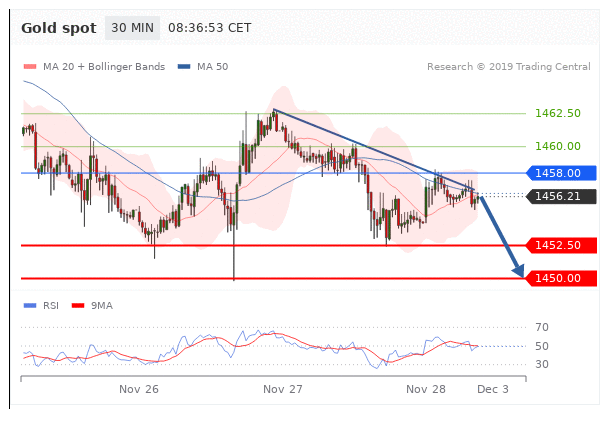 Gold spot 30 MIN 08:36:53 CET
MA 20 + Bollinger Bands MA 50 Research © 2019 Trading Central
1462.50
1460.00
1458.00
1456.21
1452.50
1450.00
RSI 9MA
70
50
30
Nov 26 Nov 27 Nov 28 Dec 3